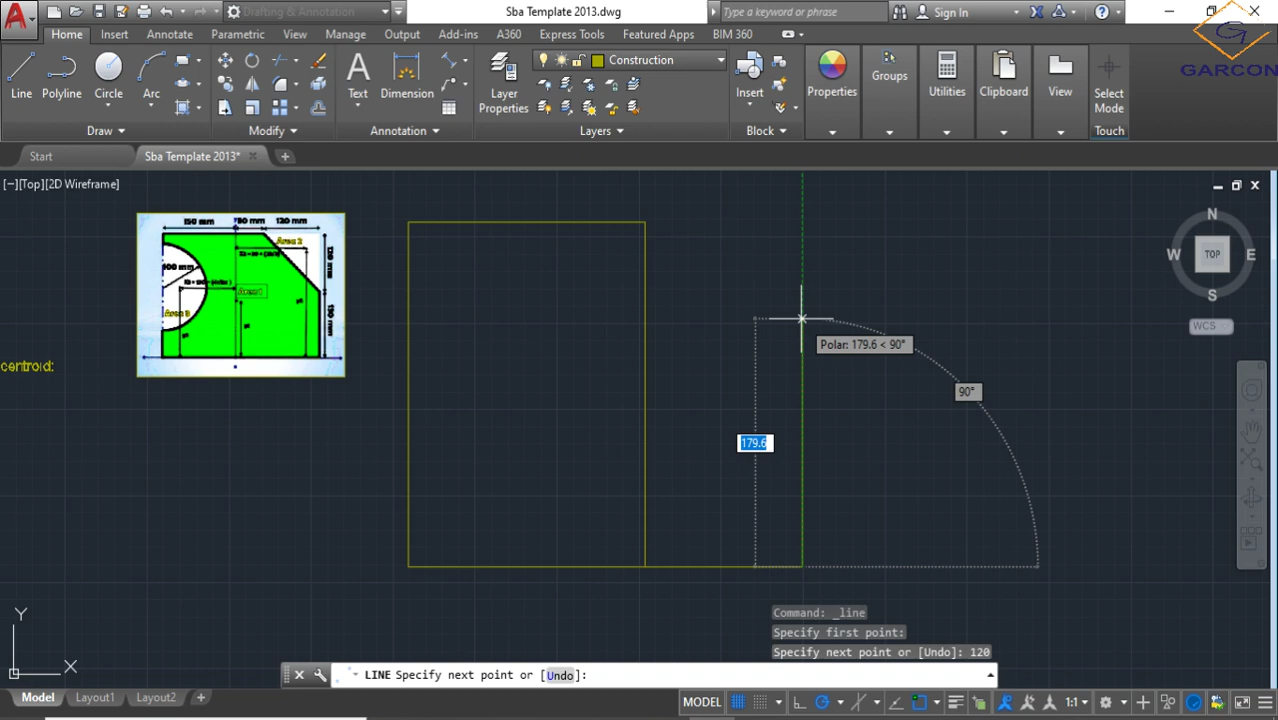 Drafting & Annotation
Sba Template 2013.dwg
Type a keyword or phrase
Sign In
GARCON
Home Insert Annotate Parametric View Manage Output Add-ins A360 Express Tools Featured Apps BIM 360
Line Polyline Circle Arc
Text Dimension
Layer Properties
Construction
Insert
Properties
Groups
Utilities
Clipboard
View
Select Mode
Draw Modify Annotation Layers Block Touch
Start Sba Template 2013*
[−][Top][2D Wireframe]
150 mm 120 mm
Area 2
120 mm
Area 1
Area 3
centroid:
N
W TOP E
S
WCS
Polar: 179.6 < 90°
90°
179.6
Command: _line
Specify first point:
Specify next point or [Undo]: 120
LINE Specify next point or [Undo]:
Y
X
Model Layout1 Layout2
MODEL
1:1